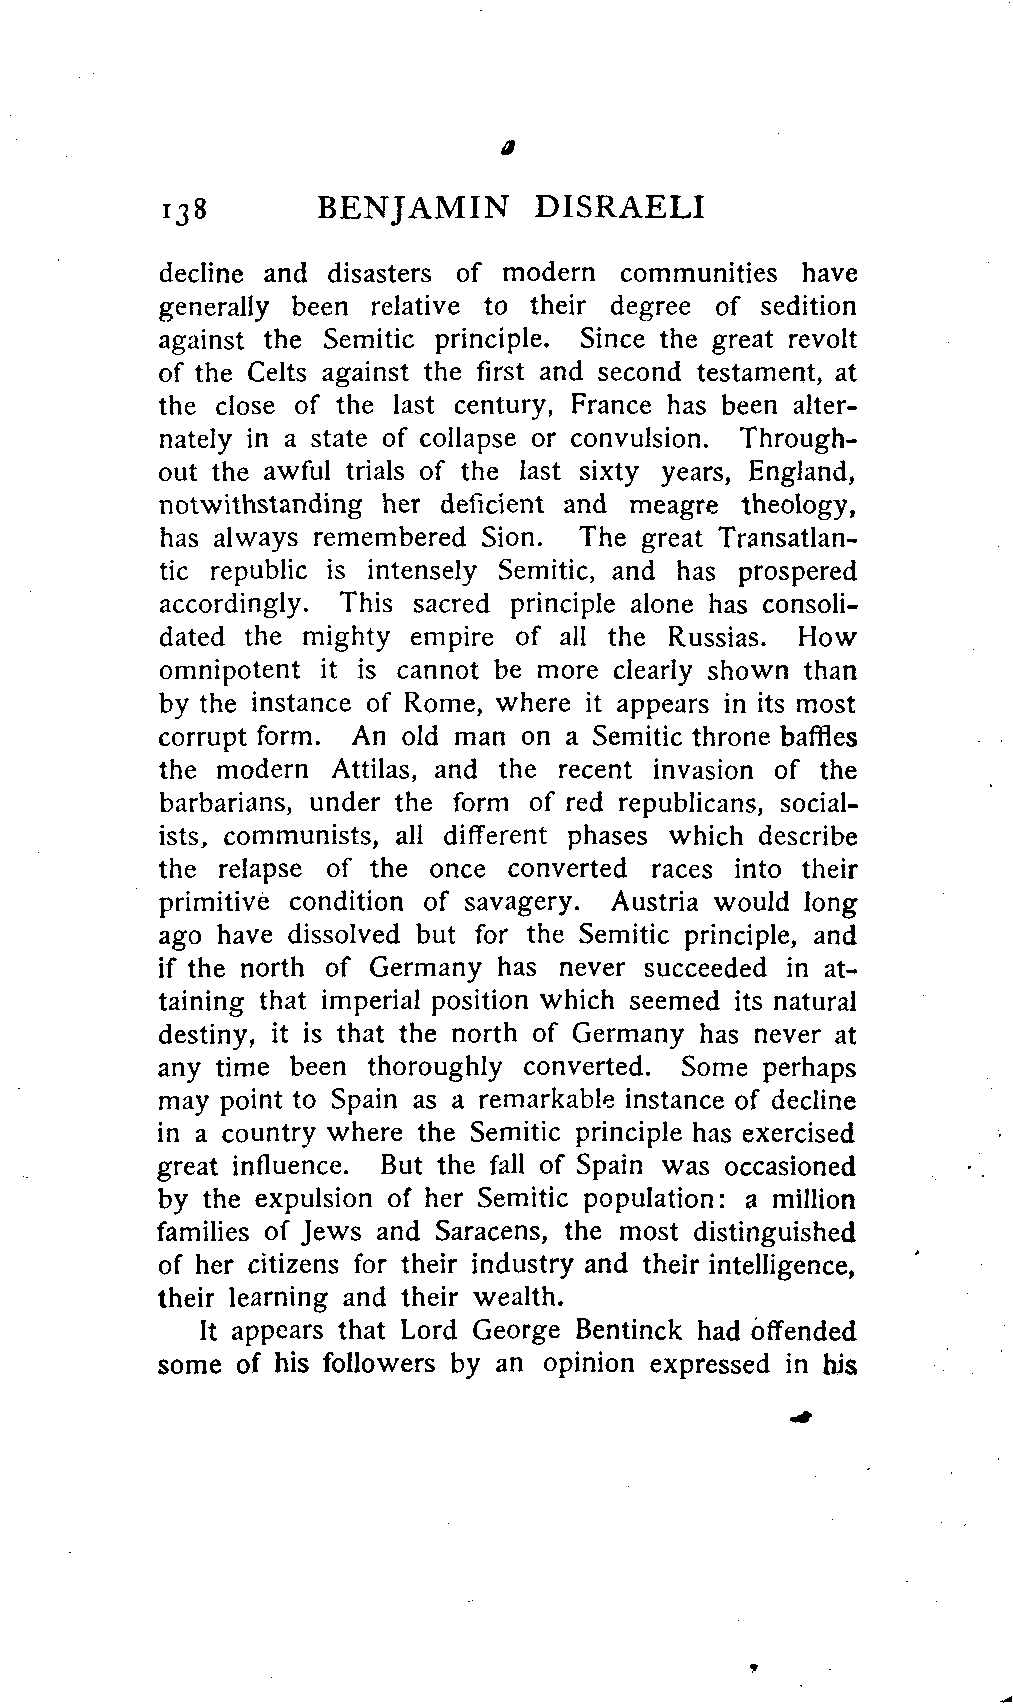 138 BENJAMIN DISRAELI
decline and disasters of modern communities have
generally been relative to their degree of sedition
against the Semitic principle. Since the great revolt
of the Celts against the first and second testament, at
the close of the last century, France has been alter-
nately in a state of collapse or convulsion. Through-
out the awful trials of the last sixty years, England,
notwithstanding her deficient and meagre theology,
has always remembered Sion. The great Transatlan-
tic republic is intensely Semitic, and has prospered
accordingly. This sacred principle alone has consoli-
dated the mighty empire of all the Russias. How
omnipotent it is cannot be more clearly shown than
by the instance of Rome, where it appears in its most
corrupt form. An old man on a Semitic throne baffles
the modern Attilas, and the recent invasion of the
barbarians, under the form of red republicans, social-
ists, communists, all different phases which describe
the relapse of the once converted races into their
primitive condition of savagery. Austria would long
ago have dissolved but for the Semitic principle, and
if the north of Germany has never succeeded in at-
taining that imperial position which seemed its natural
destiny, it is that the north of Germany has never at
any time been thoroughly converted. Some perhaps
may point to Spain as a remarkable instance of decline
in a country where the Semitic principle has exercised
great influence. But the fall of Spain was occasioned
by the expulsion of her Semitic population: a million
families of Jews and Saracens, the most distinguished
of her citizens for their industry and their intelligence,
their learning and their wealth.
It appears that Lord George Bentinck had offended
some of his followers by an opinion expressed in his